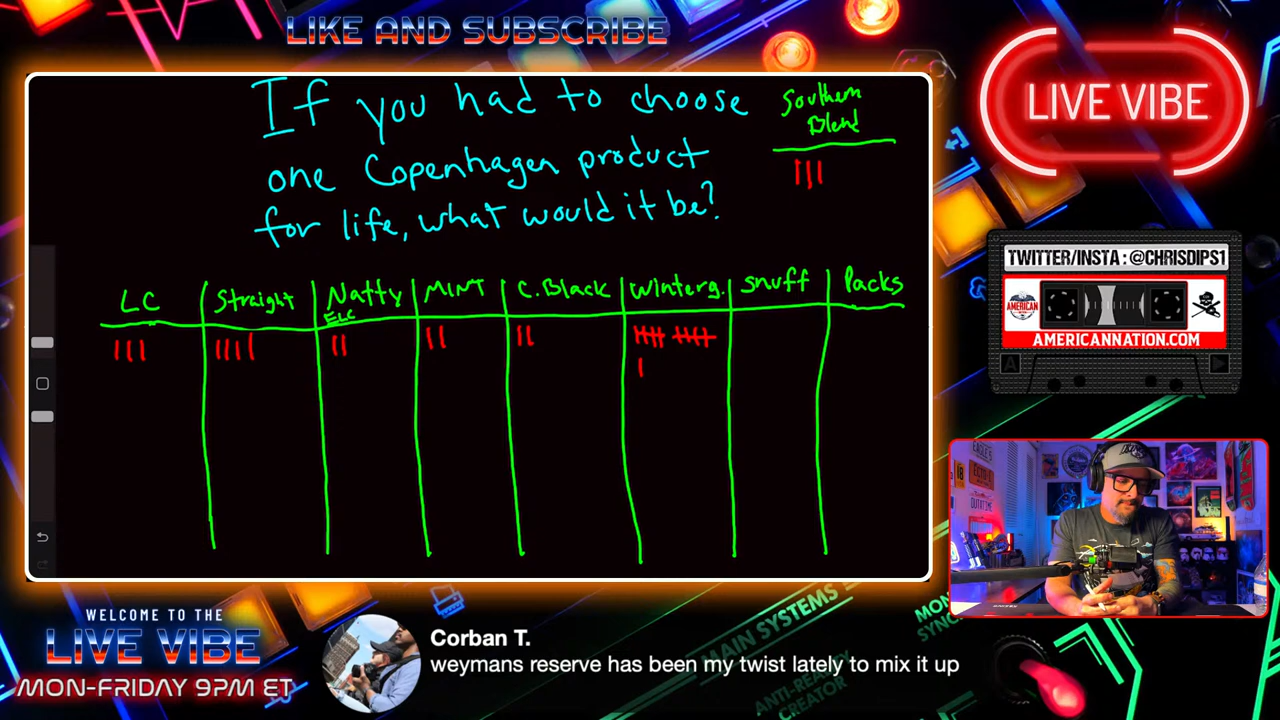 LIKE AND SUBSCRIBE
If you had to choose
one Copenhagen product
for life, what would it be?
Southern
Blend
LC
Straight
Natty
ELC
MINT
C Black
Winterg.
Snuff
Packs
LIVE VIBE
TWITTER/INSTA : @CHRISDIPS1
AMERICAN
A
AMERICANNATION.COM
WELCOME TO THE
LIVE VIBE
MON-FRIDAY 9PM ET
Corban T.
weymans reserve has been my twist lately to mix it up
MAIN SYSTEMS